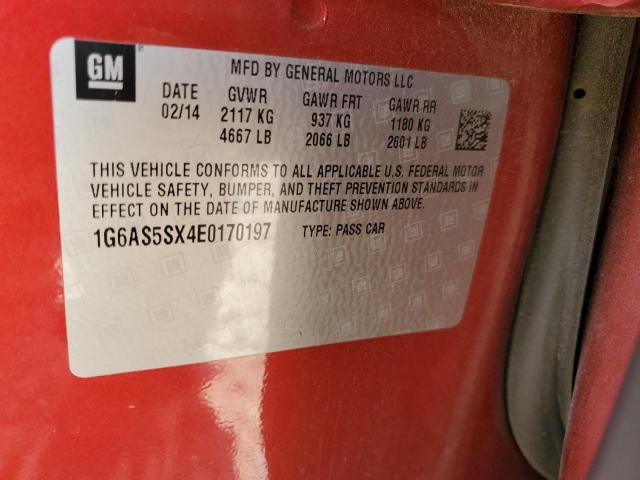 GM
MFD BY GENERAL MOTORS LLC
DATE GVWR GAWR FRT GAWR RR
02/14 2117 KG 937 KG 1180 KG
4667 LB 2066 LB 2601 LB
THIS VEHICLE CONFORMS TO ALL APPLICABLE U.S. FEDERAL MOTOR
VEHICLE SAFETY, BUMPER, AND THEFT PREVENTION STANDARDS IN
EFFECT ON THE DATE OF MANUFACTURE SHOWN ABOVE.
1G6AS5SX4E0170197 TYPE: PASS CAR